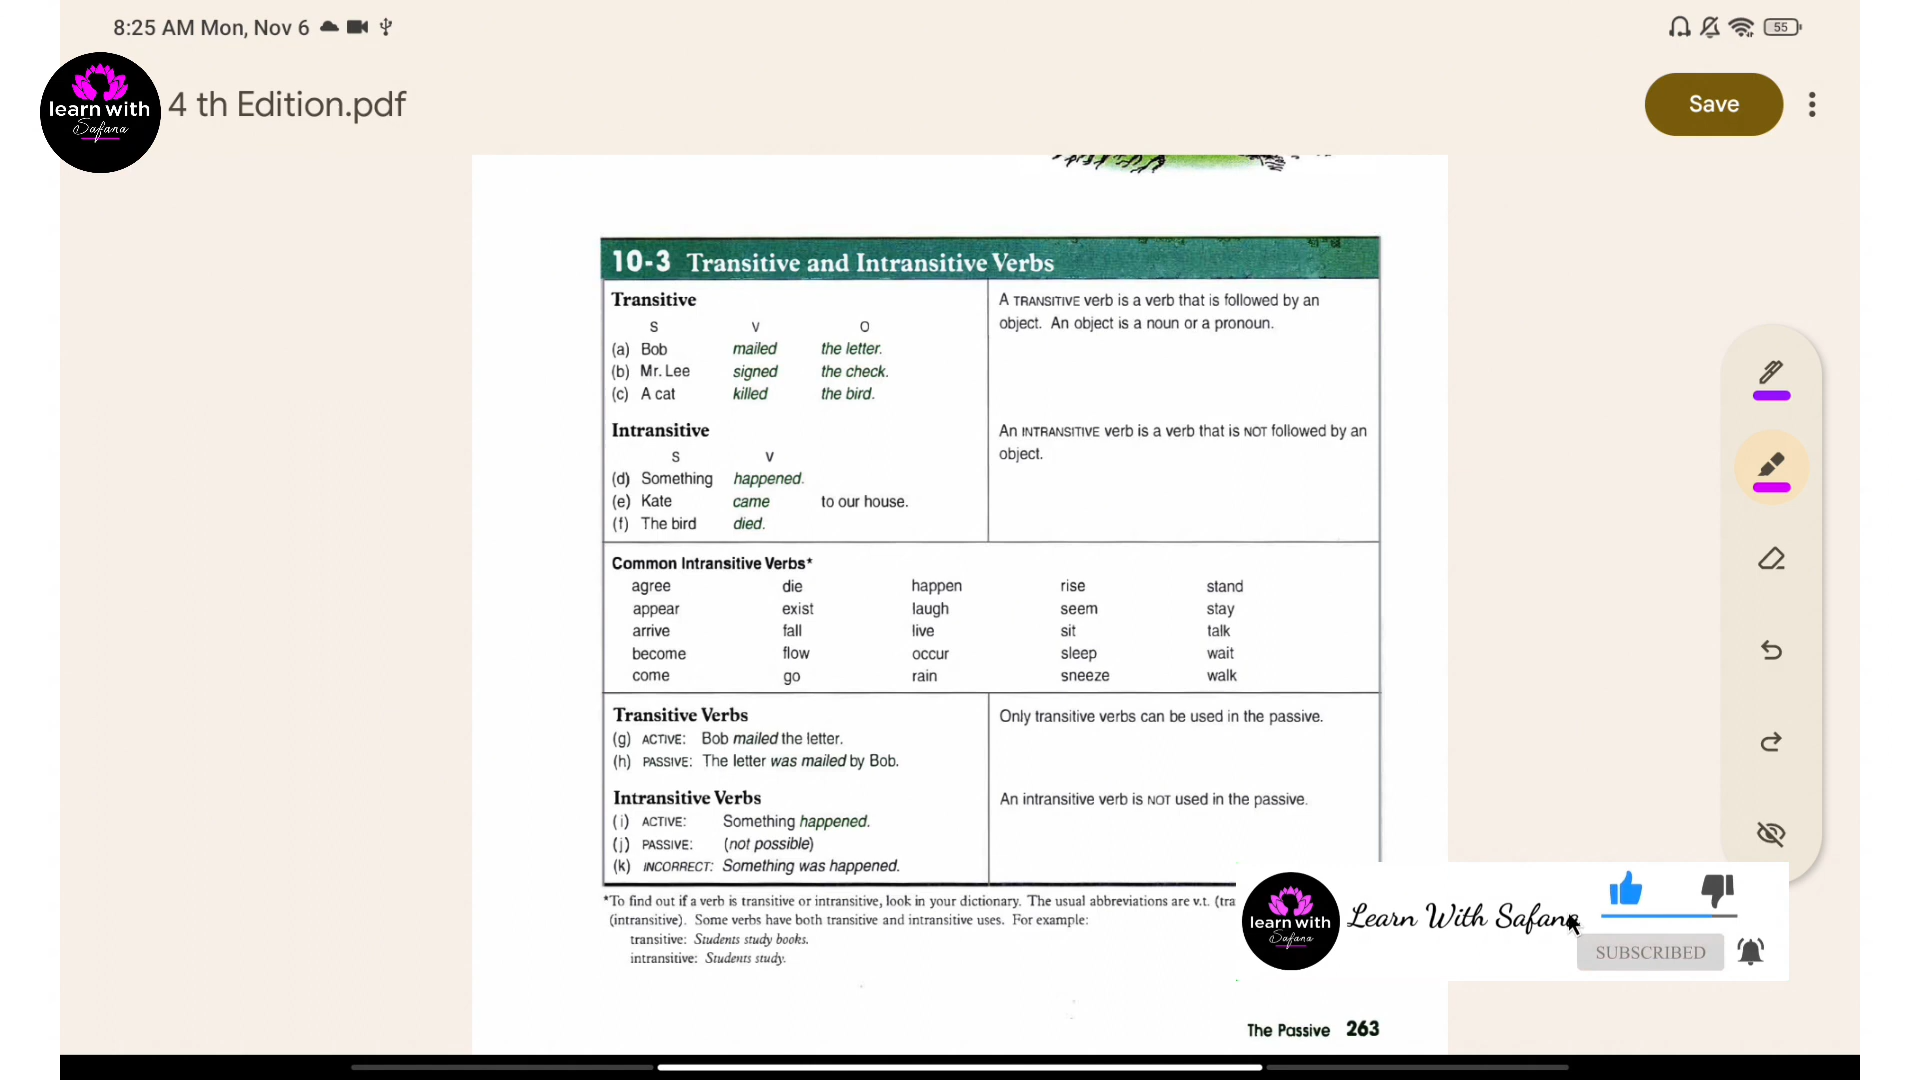 8:25 AM Mon, Nov 6
55
learn with
Safana
4 th Edition.pdf
Save
10-3 Transitive and Intransitive Verbs
Transitive
S V O
(a) Bob mailed the letter.
(b) Mr. Lee signed the check.
(c) A cat killed the bird.
A TRANSITIVE verb is a verb that is followed by an
object. An object is a noun or a pronoun.
Intransitive
S V
(d) Something happened.
(e) Kate came to our house.
(f) The bird died.
An INTRANSITIVE verb is a verb that is NOT followed by an
object.
Common Intransitive Verbs*
agree die happen rise stand
appear exist laugh seem stay
arrive fall live sit talk
become flow occur sleep wait
come go rain sneeze walk
Transitive Verbs
(g) ACTIVE: Bob mailed the letter.
(h) PASSIVE: The letter was mailed by Bob.
Only transitive verbs can be used in the passive.
Intransitive Verbs
(i) ACTIVE: Something happened.
(j) PASSIVE: (not possible)
(k) INCORRECT: Something was happened.
An intransitive verb is NOT used in the passive.
*To find out if a verb is transitive or intransitive, look in your dictionary. The usual abbreviations are v.t. (tra
(intransitive). Some verbs have both transitive and intransitive uses. For example:
transitive: Students study books.
intransitive: Students study.
learn with
Safana
Learn With Safana
SUBSCRIBED
The Passive 263